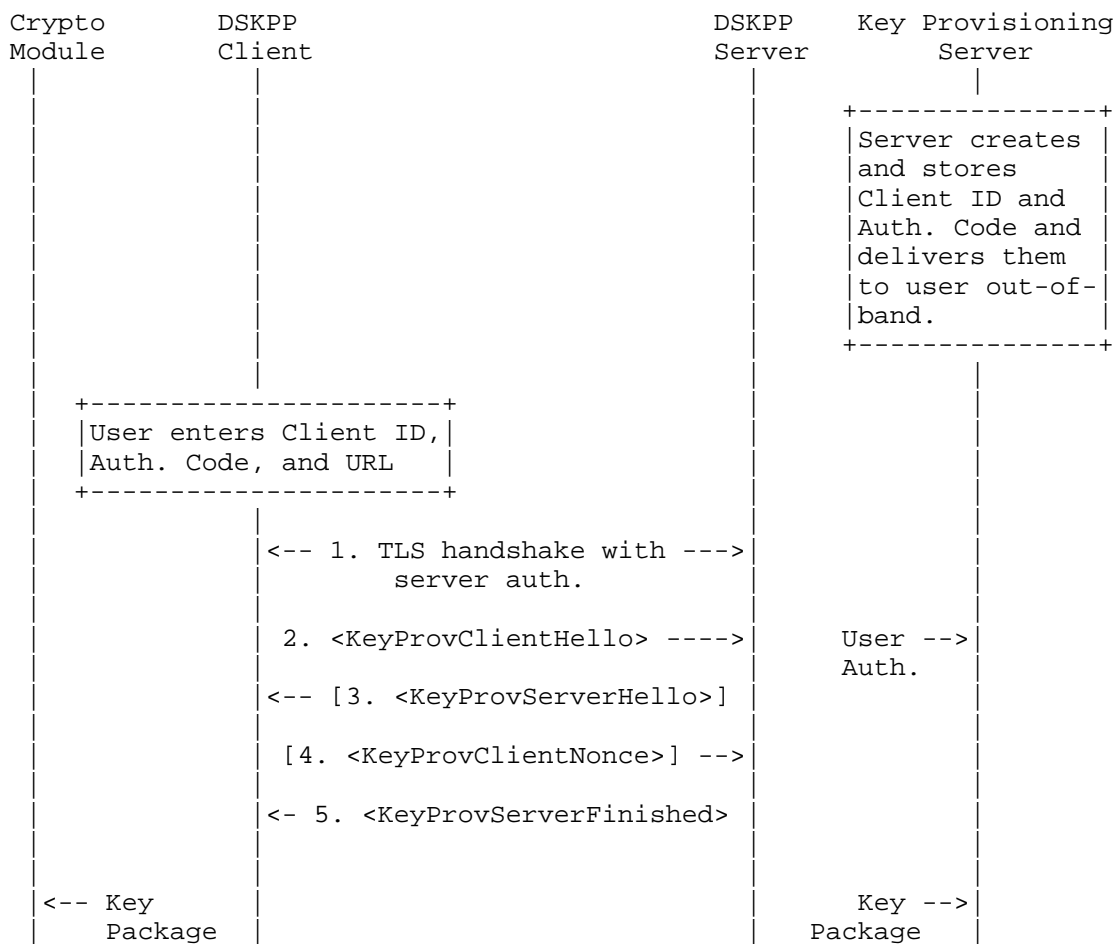 Crypto DSKPP DSKPP Key Provisioning
Module Client Server Server
Server creates
and stores
Client ID and
Auth. Code and
delivers them
to user out-of-
band.
User enters Client ID,
Auth. Code, and URL
<-- 1. TLS handshake with --->
server auth.
2. <KeyProvClientHello> ----> User -->
Auth.
<-- [3. <KeyProvServerHello>]
[4. <KeyProvClientNonce>] -->
<- 5. <KeyProvServerFinished>
<-- Key Key -->
Package Package